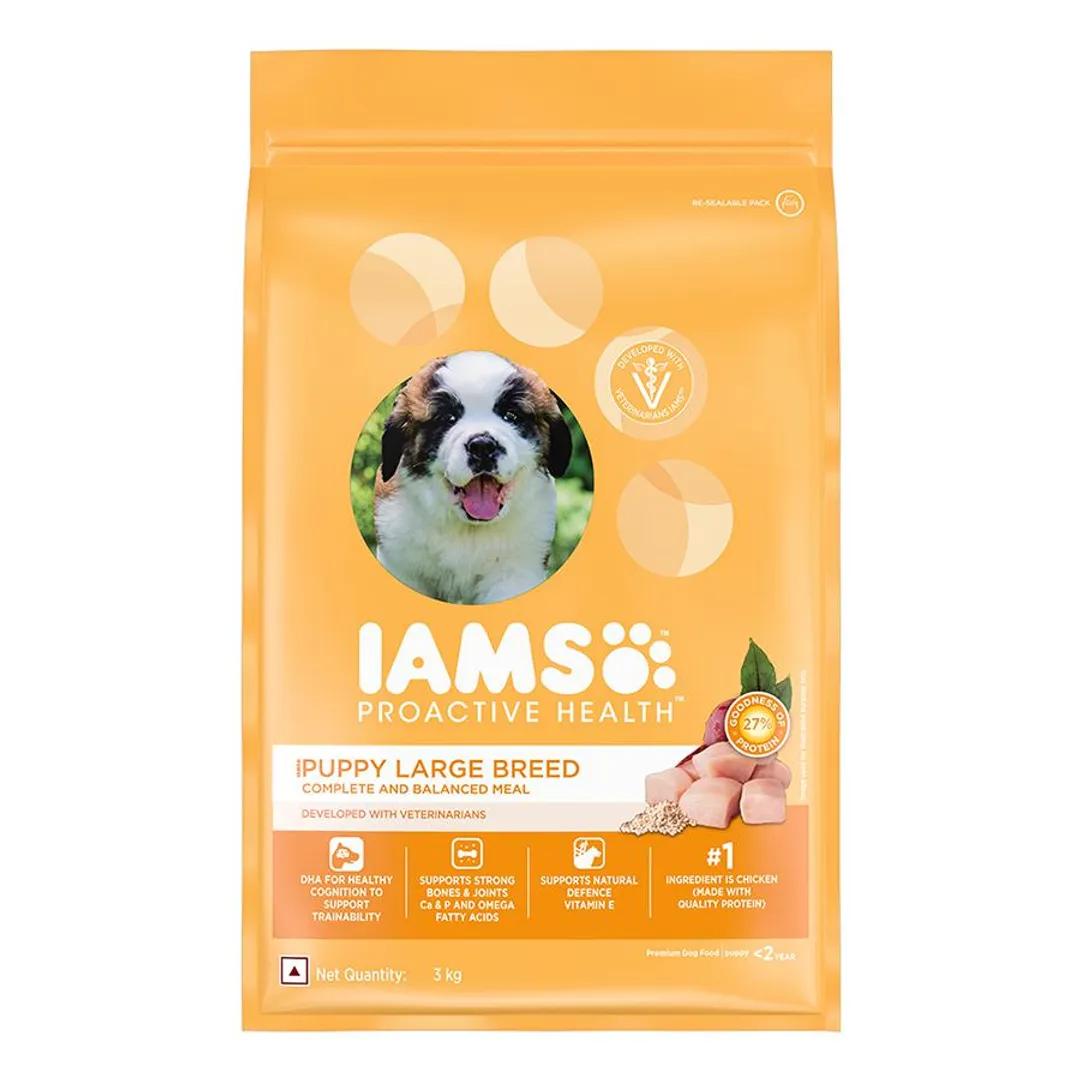 RE-SEALABLE PACK
DEVELOPED WITH
VETERINARIANS IAMS™
IAMS™
PROACTIVE HEALTH™
GOODNESS OF
27%
PROTEIN
PUPPY LARGE BREED
COMPLETE AND BALANCED MEAL
DEVELOPED WITH VETERINARIANS
DHA FOR HEALTHY
COGNITION TO
SUPPORT
TRAINABILITY
SUPPORTS STRONG
BONES & JOINTS
Ca & P AND OMEGA
FATTY ACIDS
SUPPORTS NATURAL
DEFENCE
VITAMIN E
#1
INGREDIENT IS CHICKEN
(MADE WITH
QUALITY PROTEIN)
Premium Dog Food | puppy <2 YEAR
Net Quantity: 3 kg